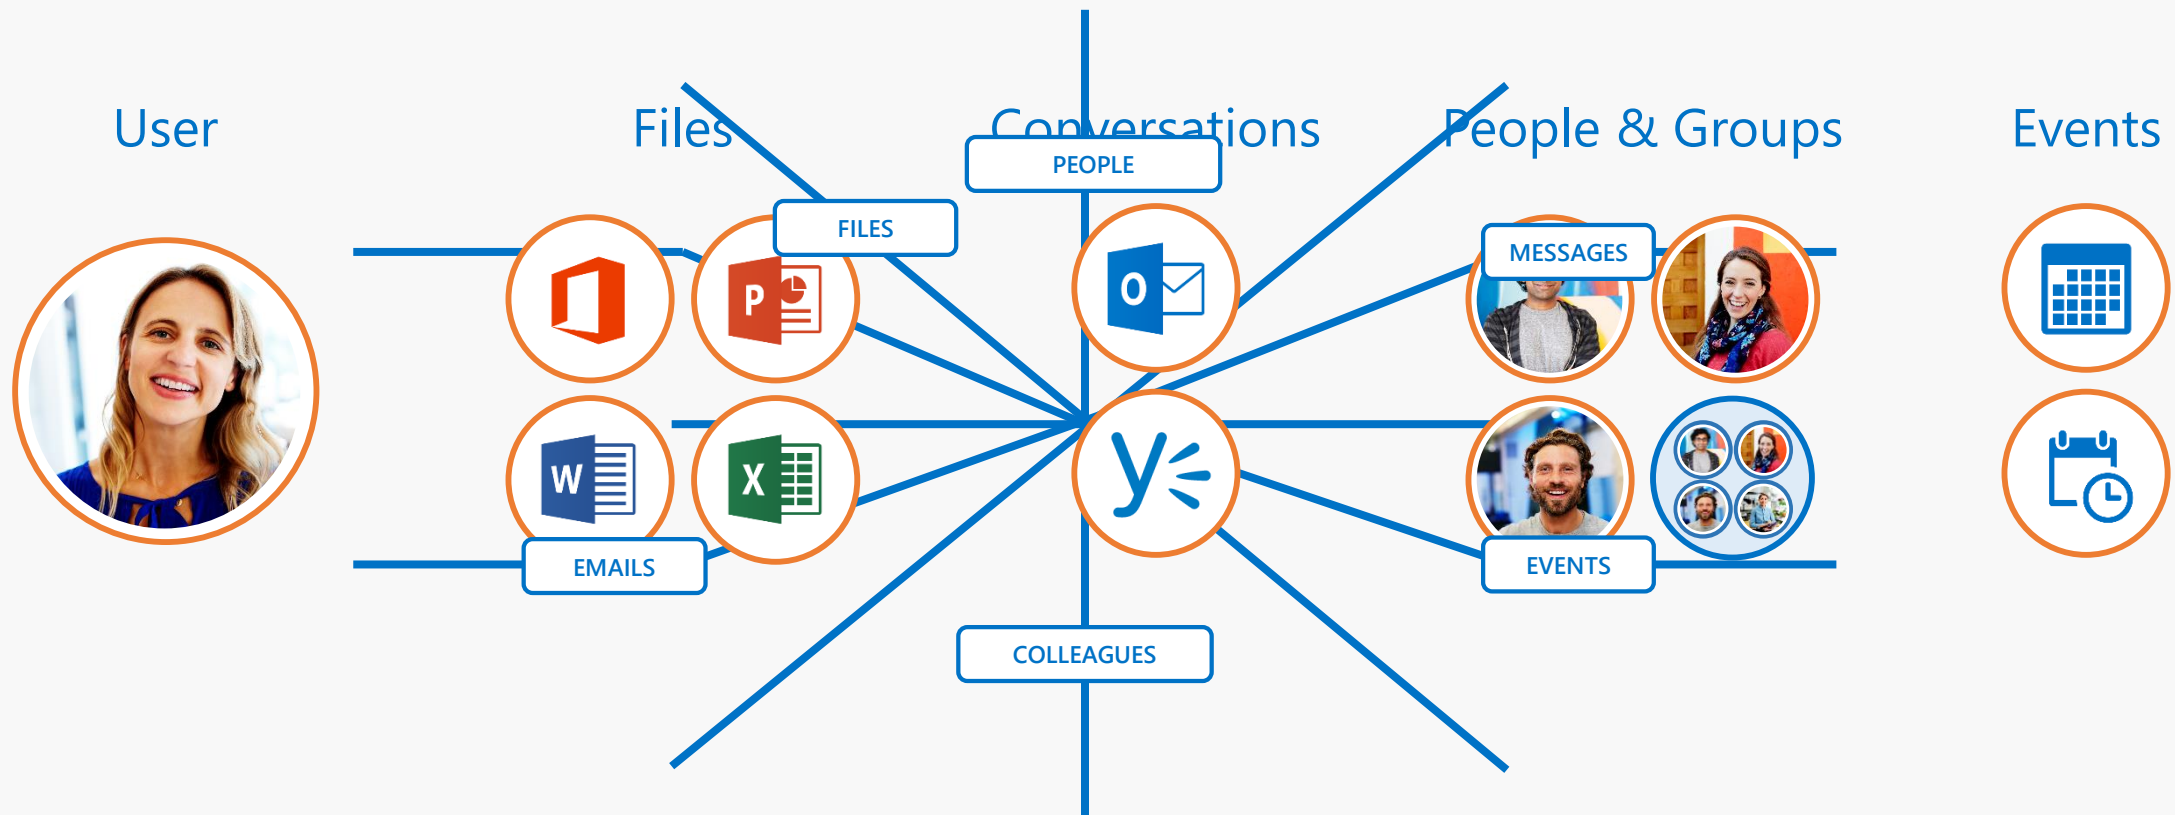 User
Files
Conversations
People & Groups
Events
PEOPLE
FILES
MESSAGES
P
O
W
X
y
EMAILS
EVENTS
COLLEAGUES